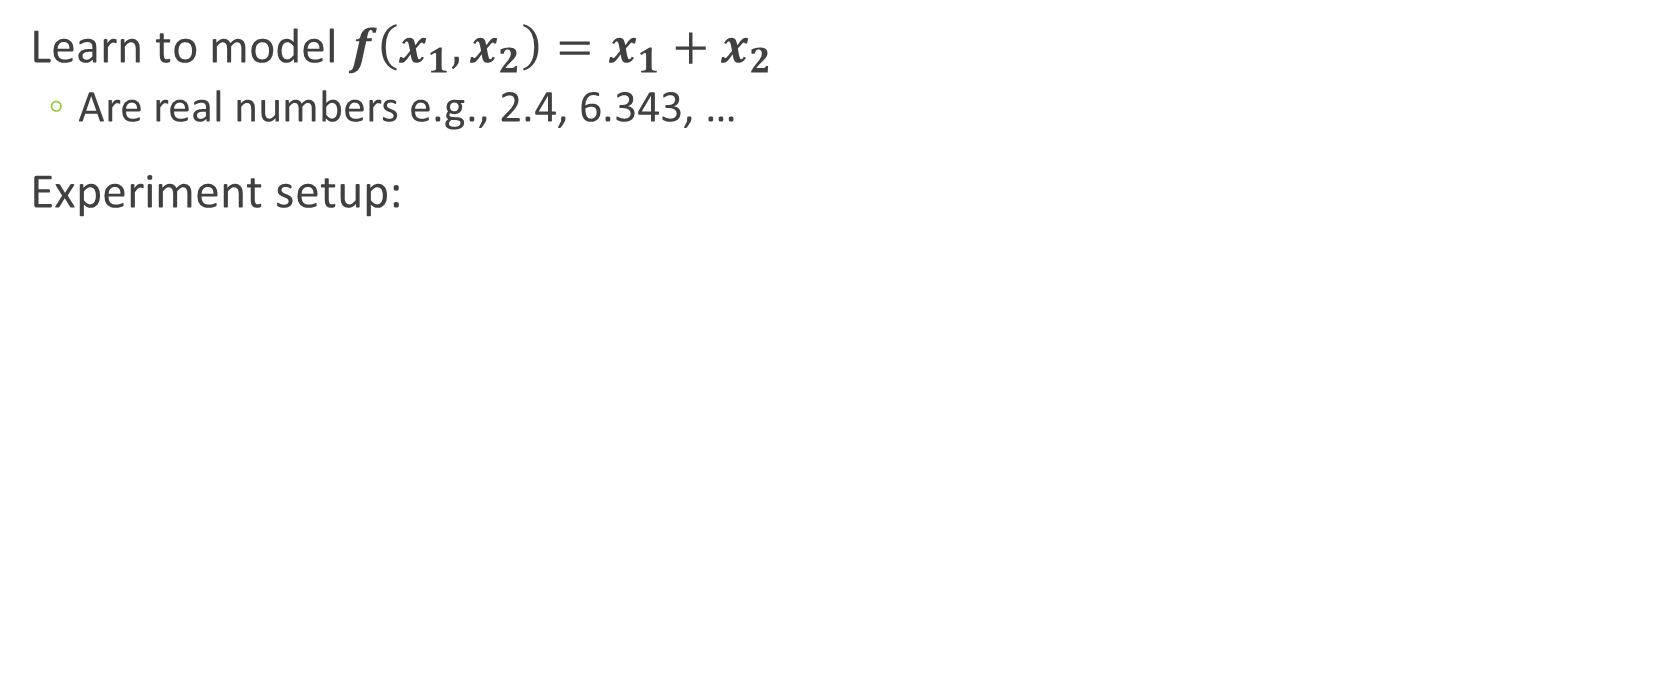 Learn to model 𝒇(𝒙₁, 𝒙₂) = 𝒙₁ + 𝒙₂
◦ Are real numbers e.g., 2.4, 6.343, …
Experiment setup: